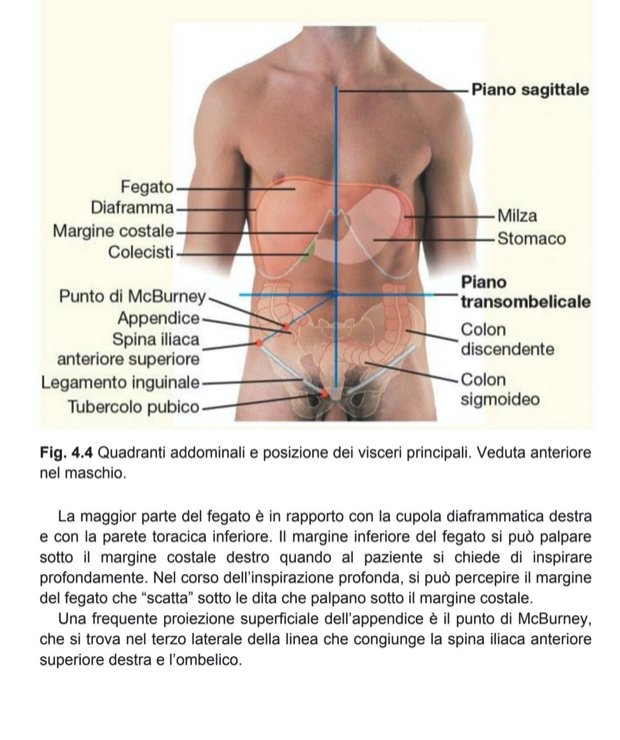 Piano sagittale
Fegato
Diaframma
Margine costale
Colecisti
Milza
Stomaco
Punto di McBurney
Appendice
Spina iliaca
anteriore superiore
Legamento inguinale
Tubercolo pubico
Piano
transombelicale
Colon
discendente
Colon
sigmoideo
Fig. 4.4 Quadranti addominali e posizione dei visceri principali. Veduta anteriore
nel maschio.
La maggior parte del fegato è in rapporto con la cupola diaframmatica destra
e con la parete toracica inferiore. Il margine inferiore del fegato si può palpare
sotto il margine costale destro quando al paziente si chiede di inspirare
profondamente. Nel corso dell'inspirazione profonda, si può percepire il margine
del fegato che “scatta” sotto le dita che palpano sotto il margine costale.
Una frequente proiezione superficiale dell'appendice è il punto di McBurney,
che si trova nel terzo laterale della linea che congiunge la spina iliaca anteriore
superiore destra e l'ombelico.